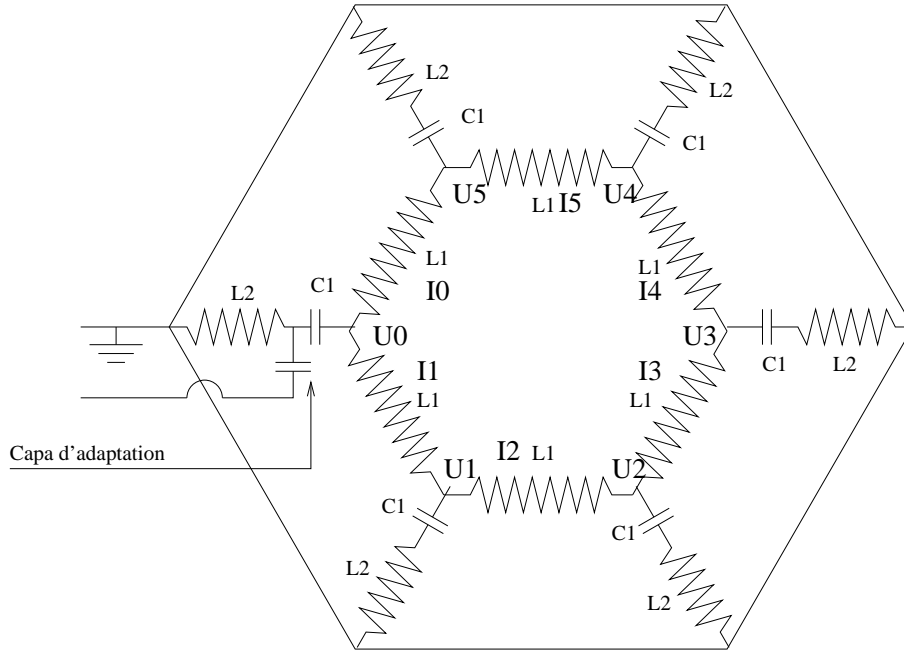 L2
L2
C1
C1
U5
U4
L1
I5
L1
L1
I0
I4
L2
C1
U0
U3
C1
L2
I1
L1
I3
L1
Capa d'adaptation
U1
I2
L1
U2
C1
C1
L2
L2